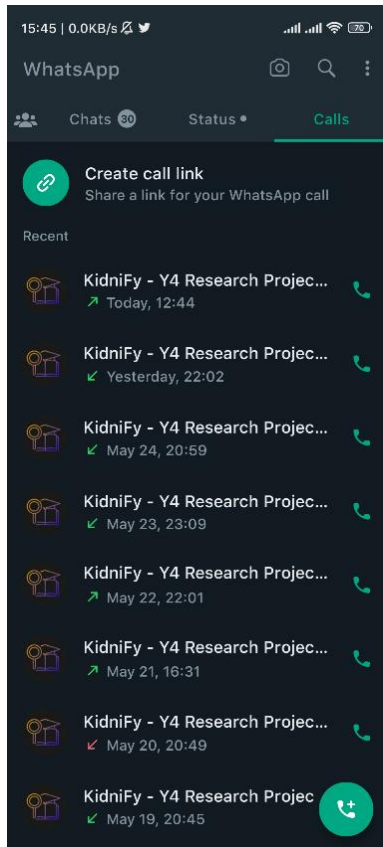 15:45 | 0.0KB/s
70
WhatsApp
Chats 30 Status Calls
Create call link
Share a link for your WhatsApp call
Recent
KidniFy - Y4 Research Projec...
Today, 12:44
KidniFy - Y4 Research Projec...
Yesterday, 22:02
KidniFy - Y4 Research Projec...
May 24, 20:59
KidniFy - Y4 Research Projec...
May 23, 23:09
KidniFy - Y4 Research Projec...
May 22, 22:01
KidniFy - Y4 Research Projec...
May 21, 16:31
KidniFy - Y4 Research Projec...
May 20, 20:49
KidniFy - Y4 Research Projec
May 19, 20:45